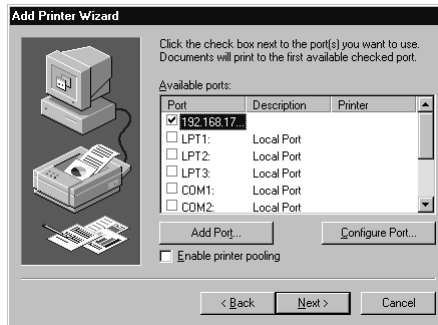 Add Printer Wizard
Click the check box next to the port(s) you want to use.
Documents will print to the first available checked port.
Available ports:
Port Description Printer
192.168.17...
LPT1: Local Port
LPT2: Local Port
LPT3: Local Port
COM1: Local Port
COM2: Local Port
Add Port... Configure Port...
Enable printer pooling
< Back Next > Cancel